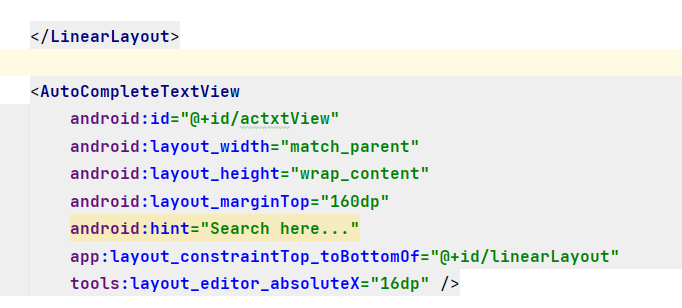 </LinearLayout>
<AutoCompleteTextView
android:id="@+id/actxtView"
android:layout_width="match_parent"
android:layout_height="wrap_content"
android:layout_marginTop="160dp"
android:hint="Search here..."
app:layout_constraintTop_toBottomOf="@+id/linearLayout"
tools:layout_editor_absoluteX="16dp" />